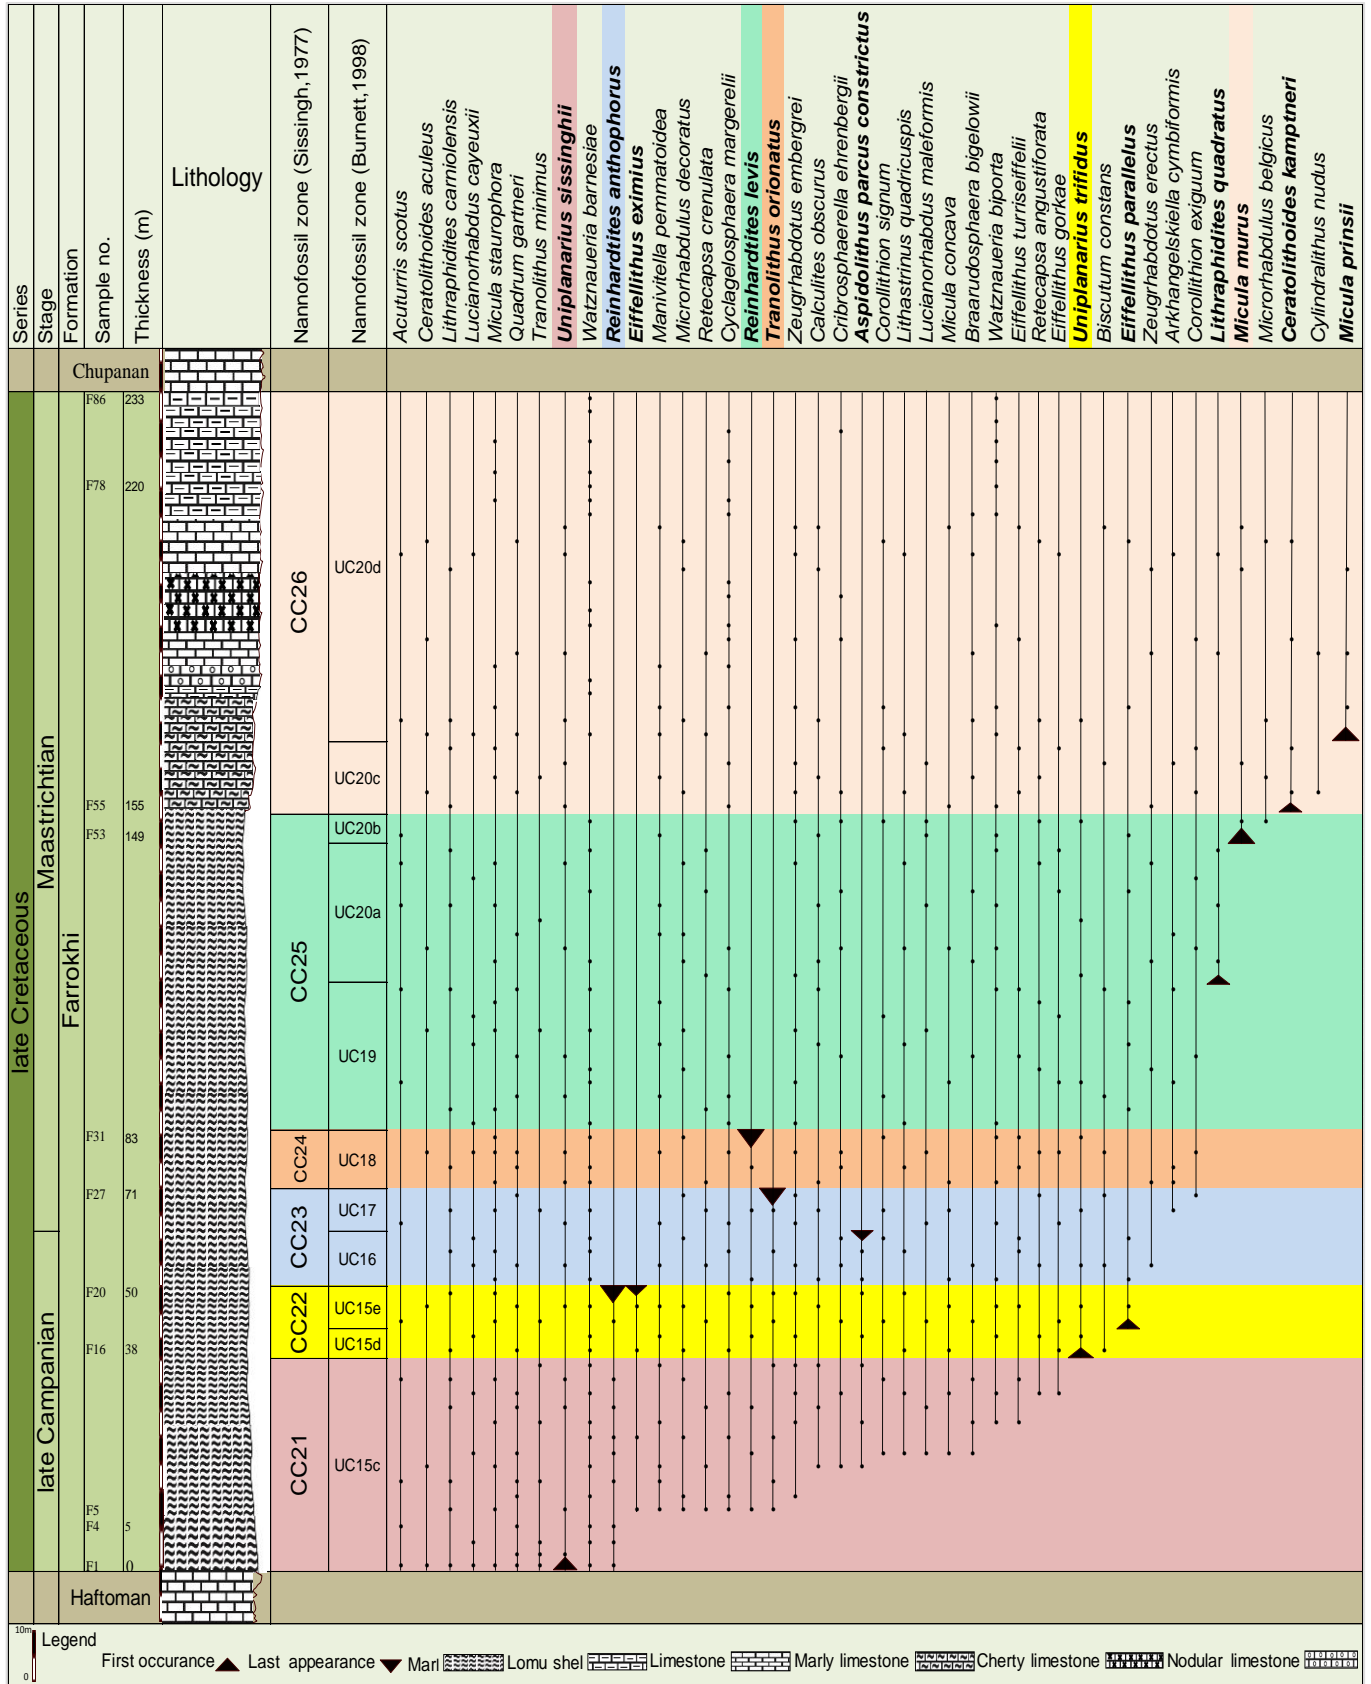 Series
Stage
Formation
Sample no.
Thickness (m)
Lithology
Nannofossil zone (Sissingh,1977)
Nannofossil zone (Burnett,1998)
Acuturris scotus
Ceratolithoides aculeus
Lithraphidites carniolensis
Lucianorhabdus cayeuxii
Micula staurophora
Quadrum gartneri
Tranolithus minimus
Uniplanarius sissinghii
Watznaueria barnesiae
Reinhardtites anthophorus
Eiffellithus eximius
Manivitella pemmatoidea
Microrhabdulus decoratus
Retecapsa crenulata
Cyclagelosphaera margerelii
Reinhardtites levis
Tranolithus orionatus
Zeugrhabdotus embergrei
Calculites obscurus
Cribrosphaerella ehrenbergii
Aspidolithus parcus constrictus
Corollithion signum
Lithastrinus quadricuspis
Lucianorhabdus maleformis
Micula concava
Braarudosphaera bigelowii
Watznaueria biporta
Eiffellithus turriseiffelii
Retecapsa angustiforata
Eiffellithus gorkae
Uniplanarius trifidus
Biscutum constans
Eiffellithus parallelus
Zeugrhabdotus erectus
Arkhangelskiella cymbiformis
Corollithion exiguum
Lithraphidites quadratus
Micula murus
Microrhabdulus belgicus
Ceratolithoides kamptneri
Cylindralithus nudus
Micula prinsii
Chupanan
F86 233
F78 220
CC26
UC20d
UC20c
F55 155
UC20b
F53 149
Maastrichtian
UC20a
late Cretaceous
Farrokhi
CC25
UC19
F31 83
CC24
UC18
F27 71
CC23
UC17
UC16
F20 50
CC22
UC15e
UC15d
F16 38
late Campanian
CC21
UC15c
F5
F4 5
F1 0
Haftoman
10m
0
Legend
First occurance Last appearance Marl Lomu shel Limestone Marly limestone Cherty limestone Nodular limestone